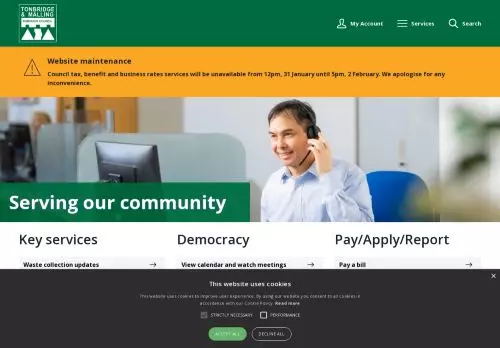 TONBRIDGE
& MALLING
BOROUGH COUNCIL
My Account
Services
Search
Website maintenance
Council tax, benefit and business rates services will be unavailable from 12pm, 31 January until 5pm, 2 February. We apologise for any
inconvenience.
Serving our community
Key services
Democracy
Pay/Apply/Report
Waste collection updates
View calendar and watch meetings
Pay a bill
This website uses cookies
This website uses cookies to improve user experience. By using our website you consent to all cookies in
accordance with our Cookie Policy. Read more
STRICTLY NECESSARY
PERFORMANCE
ACCEPT ALL
DECLINE ALL